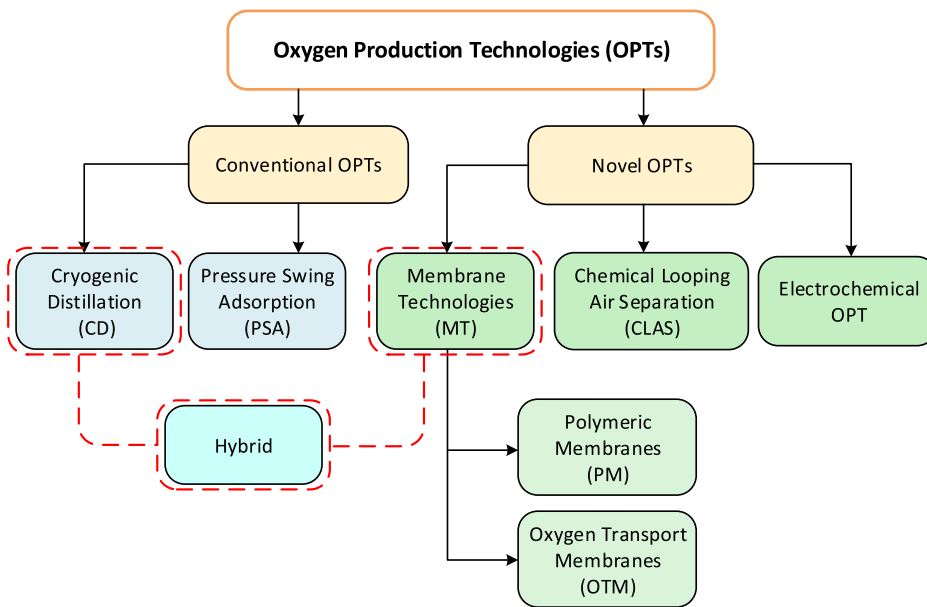 Oxygen Production Technologies (OPTs)
Conventional OPTs
Novel OPTs
Cryogenic
Distillation
(CD)
Pressure Swing
Adsorption
(PSA)
Membrane
Technologies
(MT)
Chemical Looping
Air Separation
(CLAS)
Electrochemical
OPT
Hybrid
Polymeric
Membranes
(PM)
Oxygen Transport
Membranes
(OTM)